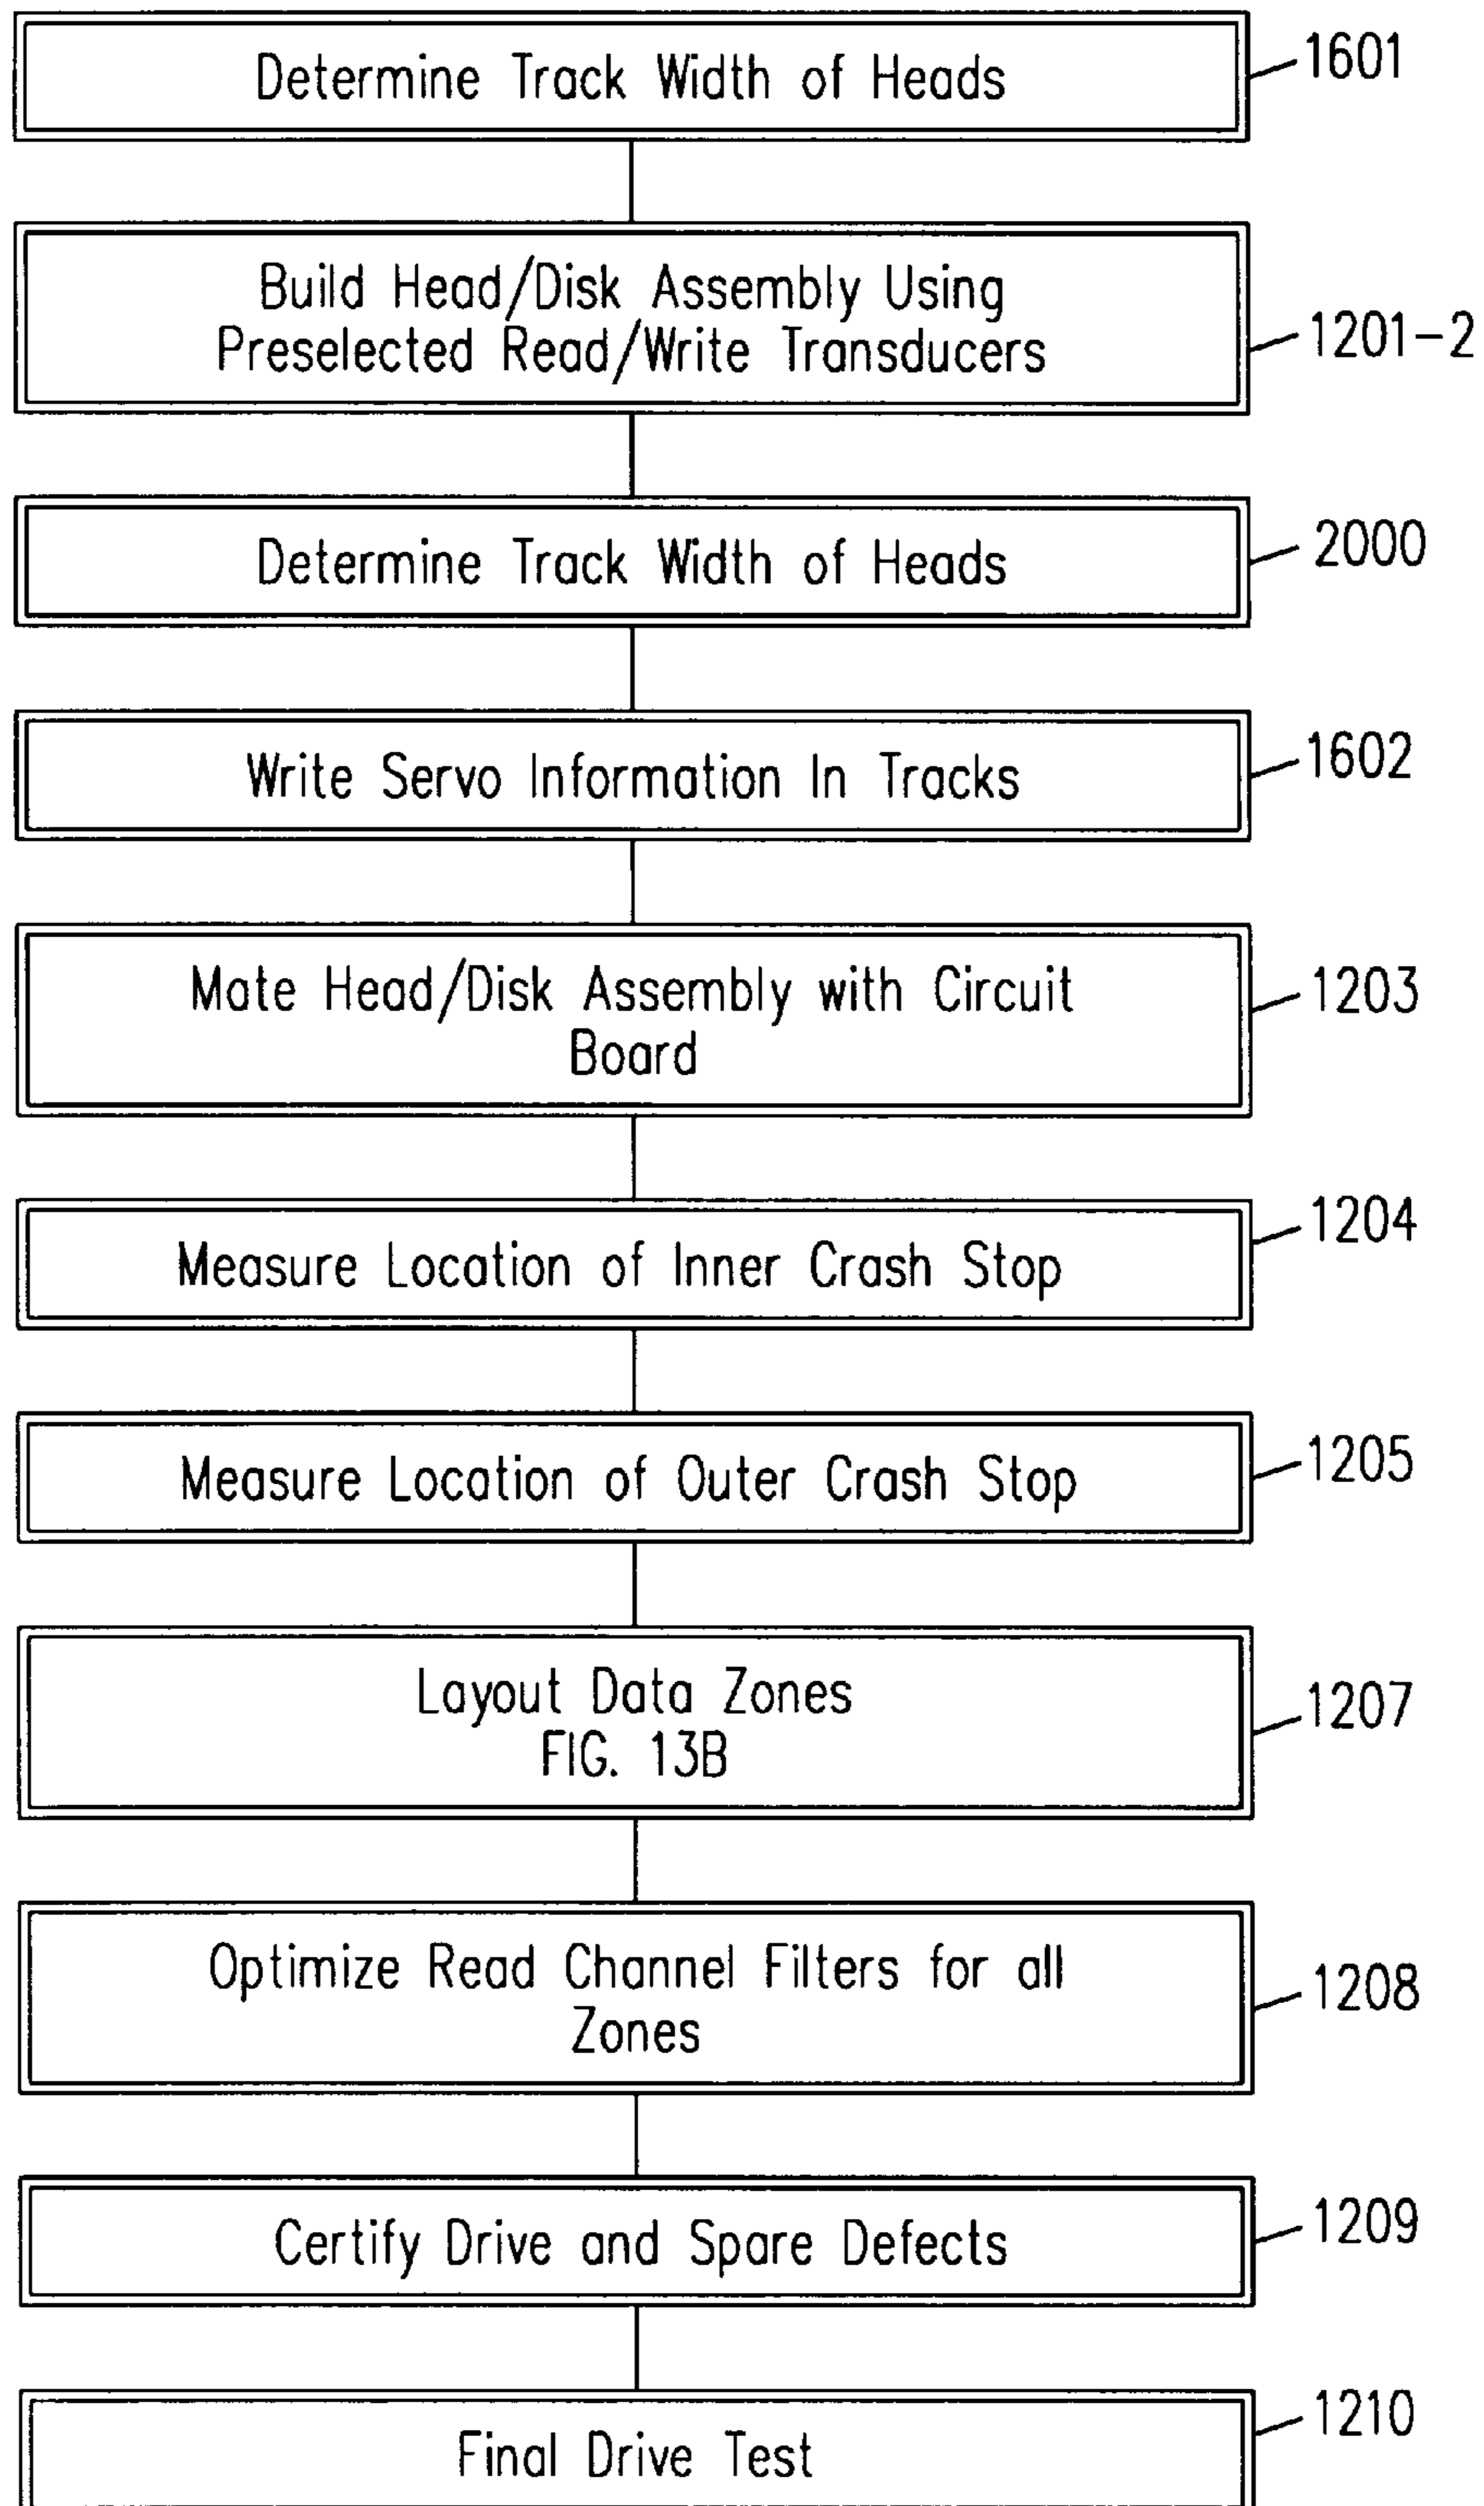 Determine Track Width of Heads
1601
Build Head/Disk Assembly Using
Preselected Read/Write Transducers
1201-2
Determine Track Width of Heads
2000
Write Servo Information In Tracks
1602
Mate Head/Disk Assembly with Circuit
Board
1203
Measure Location of Inner Crash Stop
1204
Measure Location of Outer Crash Stop
1205
Layout Data Zones
FIG. 13B
1207
Optimize Read Channel Filters for all
Zones
1208
Certify Drive and Spare Defects
1209
Final Drive Test
1210